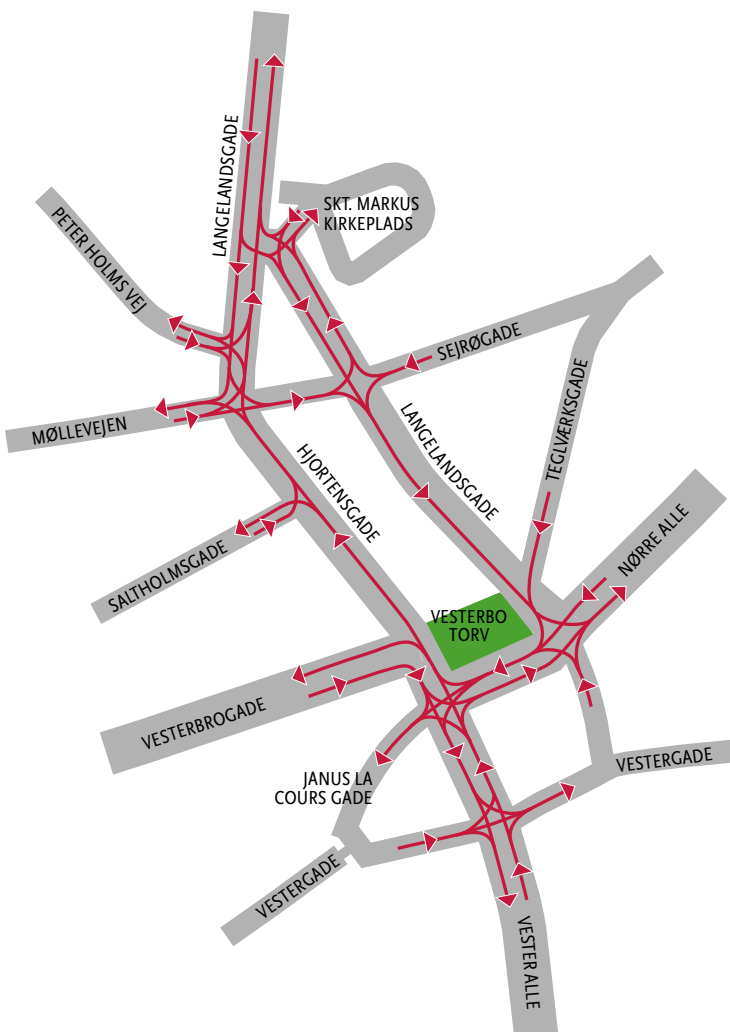 LANGELANDSGADE
SKT. MARKUS
KIRKEPLADS
PETER HOLMS VEJ
SEJRØGADE
MØLLEVEJEN
LANGELANDSGADE
TEGLVÆRKSGADE
HJORTENSGADE
NØRRE ALLE
SALTHOLMSGADE
VESTERBO
TORV
VESTERBROGADE
VESTERGADE
JANUS LA
COURS GADE
VESTERGADE
VESTER ALLE